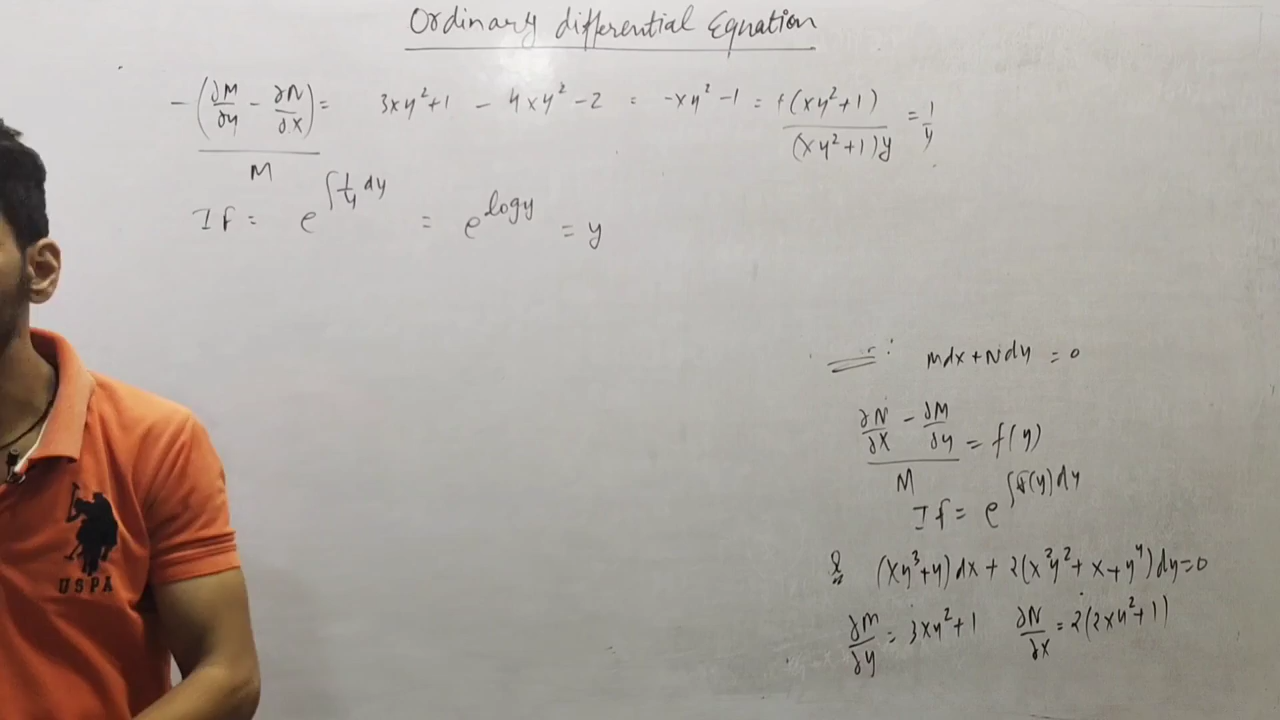 Ordinary differential Equation
-(∂M/∂y - ∂N/∂x)/M = 3xy²+1 - 4xy²-2 = -xy²-1 = +(xy²+1)/(xy²+1)y = 1/y
If = e^∫1/y dy = e^logy = y
Mdx+Ndy = 0
(∂N/∂x - ∂M/∂y)/M = f(y)
If = e^∫f(y)dy
Q (xy³+y)dx + 2(x²y²+x+y⁴)dy=0
∂M/∂y = 3xy²+1 ∂N/∂x = 2(2xy²+1)
USPA